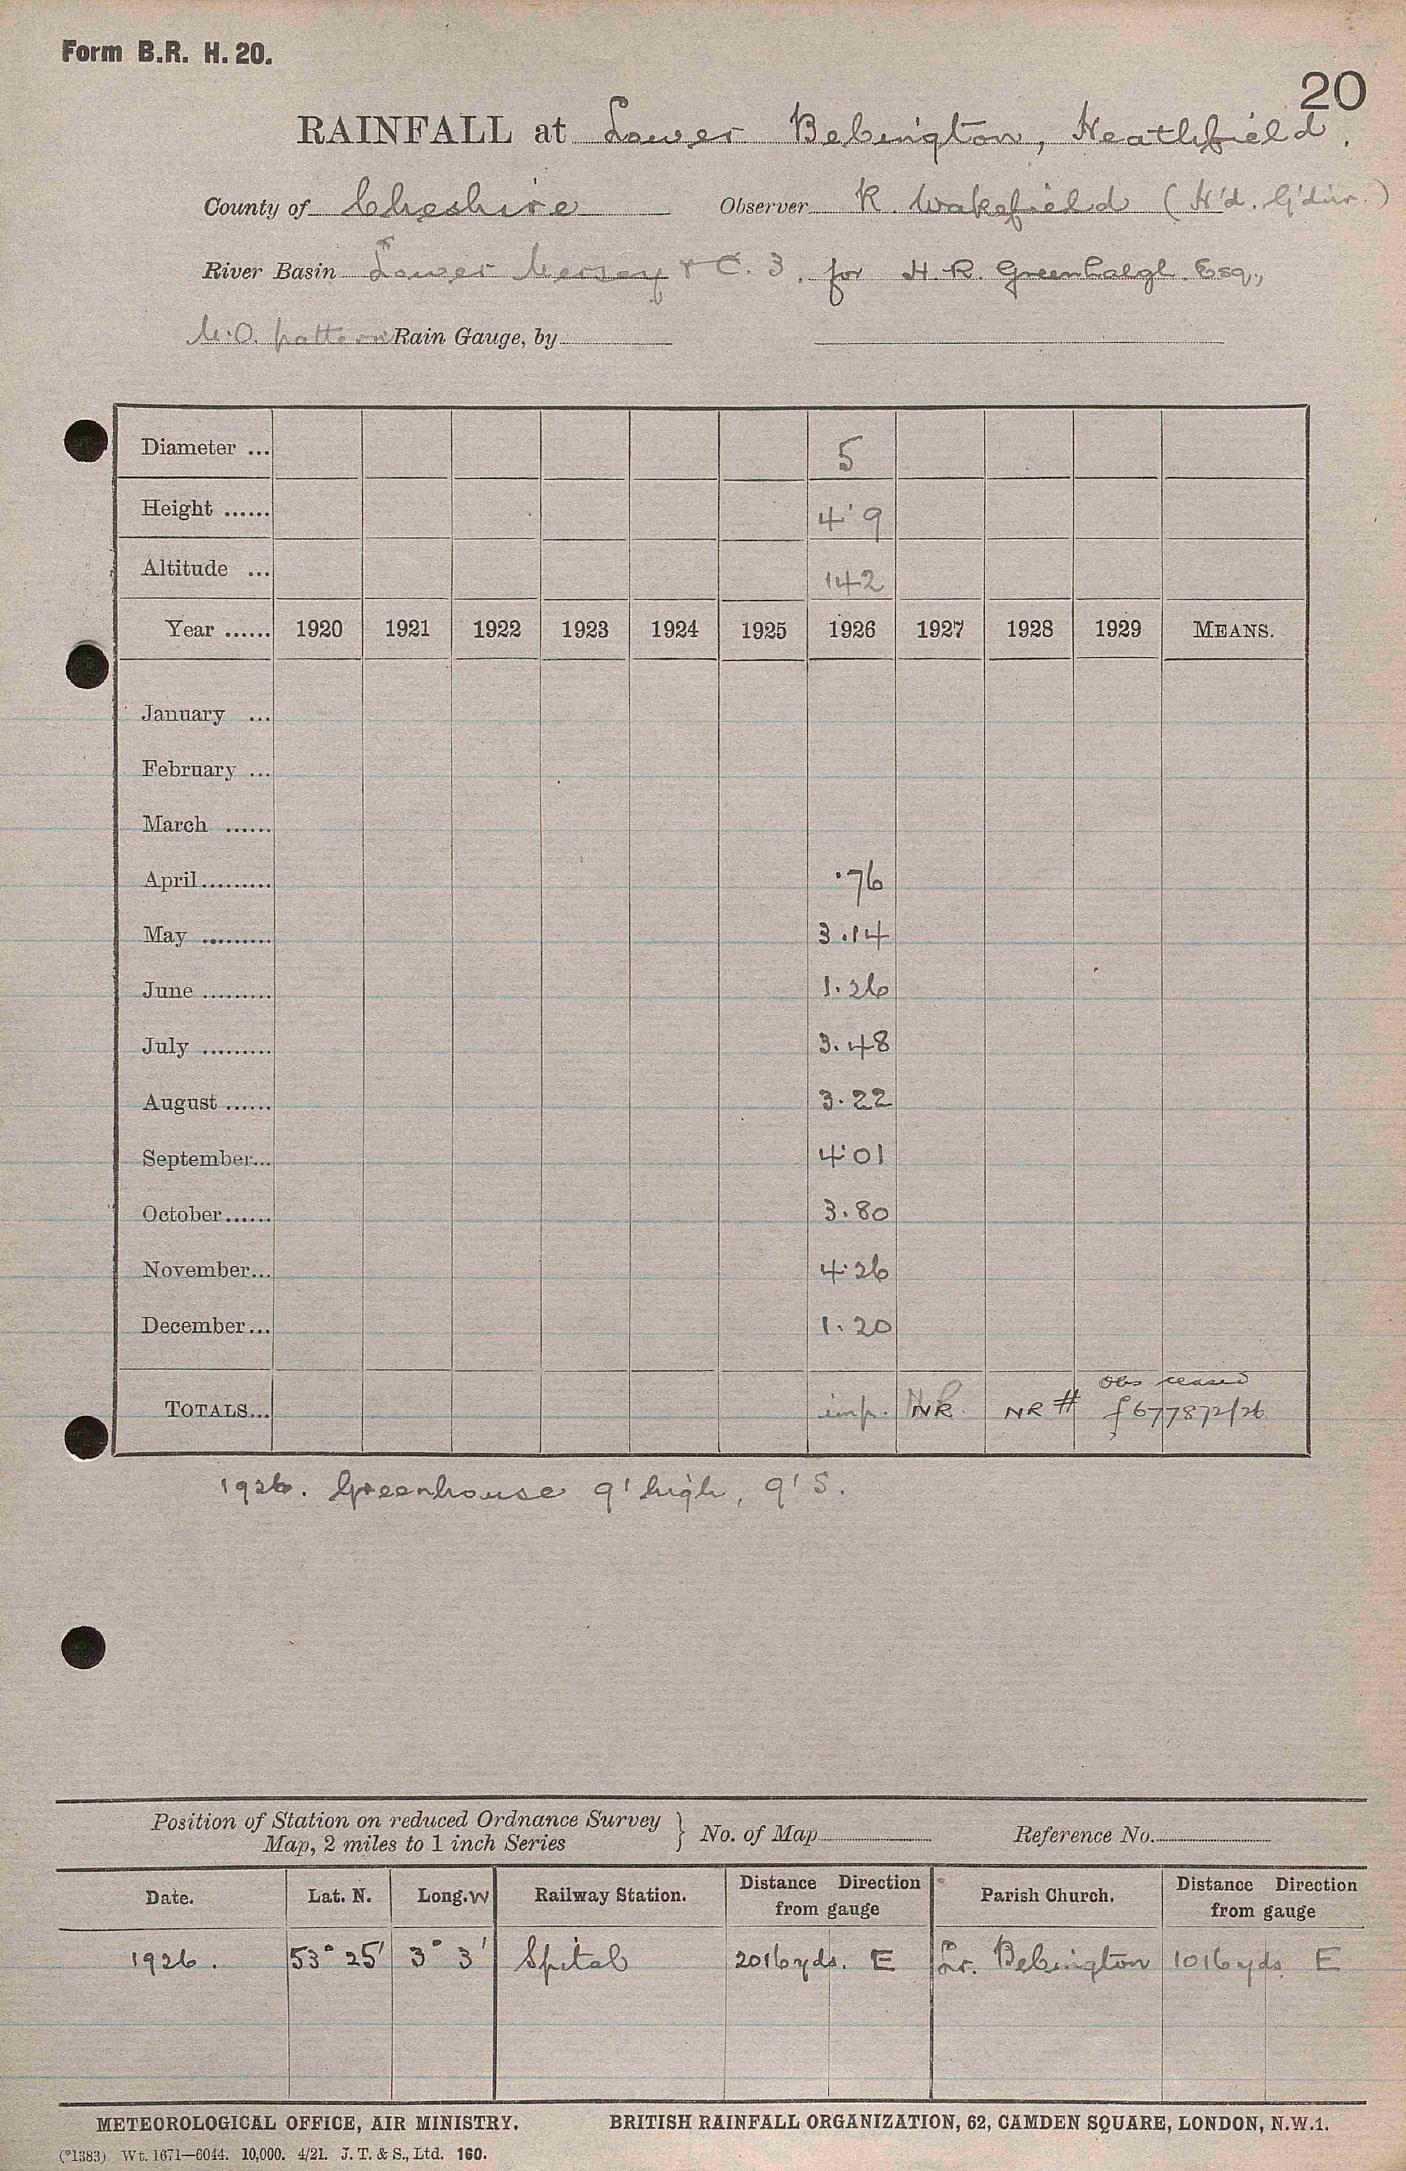 Form B.R. H. 20.
20
RAINFALL at Lower Bebington, Heathfield.
County of Cheshire Observer R. Wakefield (H'd. G'd'nr.)
River Basin Lower Mersey & C. 3. for H. R. Greenhalgh Esq.,
M.O. pattern Rain Gauge, by
Diameter ... 5
Height ...... 4'9
Altitude ... 142
Year ...... 1920 1921 1922 1923 1924 1925 1926 1927 1928 1929 MEANS.
January ...
February ...
March ......
April ......... ·76
May ......... 3.14
June ......... 1.26
July ......... 3.48
August ...... 3.22
September... 4.01
October ...... 3.80
November... 4.26
December... 1.20
obs ceased
TOTALS... imp. NR NR # f677872/26
1926. Greenhouse 9' high, 9' S.
Position of Station on reduced Ordnance Survey
Map, 2 miles to 1 inch Series } No. of Map Reference No.
Date. Lat. N. Long. W Railway Station. Distance Direction from gauge Parish Church. Distance Direction from gauge
1926. 53° 25' 3° 3' Spital 2016 yds. E Lr. Bebington 1016 yds. E
METEOROLOGICAL OFFICE, AIR MINISTRY. BRITISH RAINFALL ORGANIZATION, 62, CAMDEN SQUARE, LONDON, N.W.1.
(*1383) Wt. 1671—6044. 10,000. 4/21. J. T. & S., Ltd. 160.